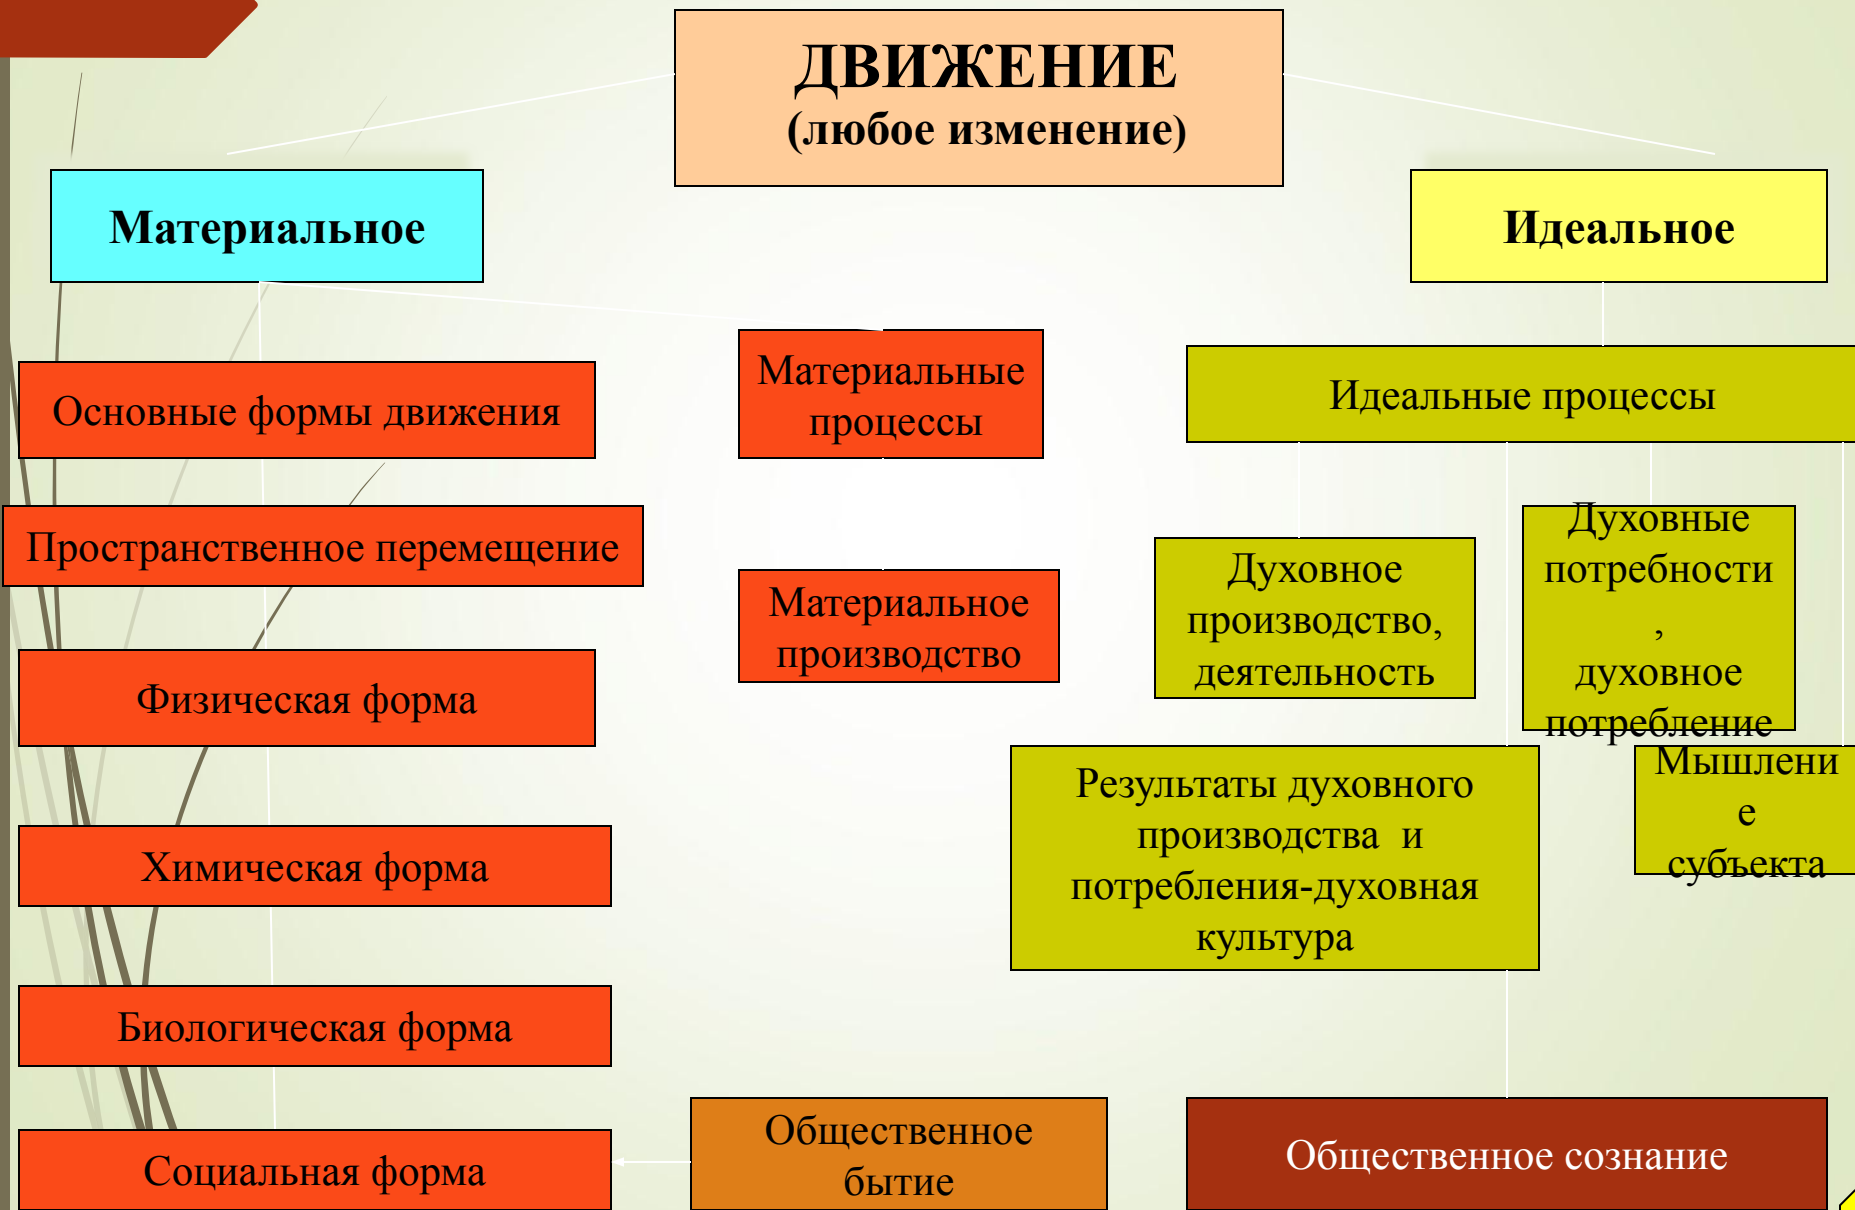 ДВИЖЕНИЕ
(любое изменение)
Материальное
Идеальное
Основные формы движения
Материальные
процессы
Идеальные процессы
Пространственное перемещение
Материальное
производство
Духовное
производство,
деятельность
Духовные
потребности
,
духовное
потребление
Физическая форма
Результаты духовного
производства и
потребления-духовная
культура
Мышлени
е
субъекта
Химическая форма
Биологическая форма
Социальная форма
Общественное
бытие
Общественное сознание